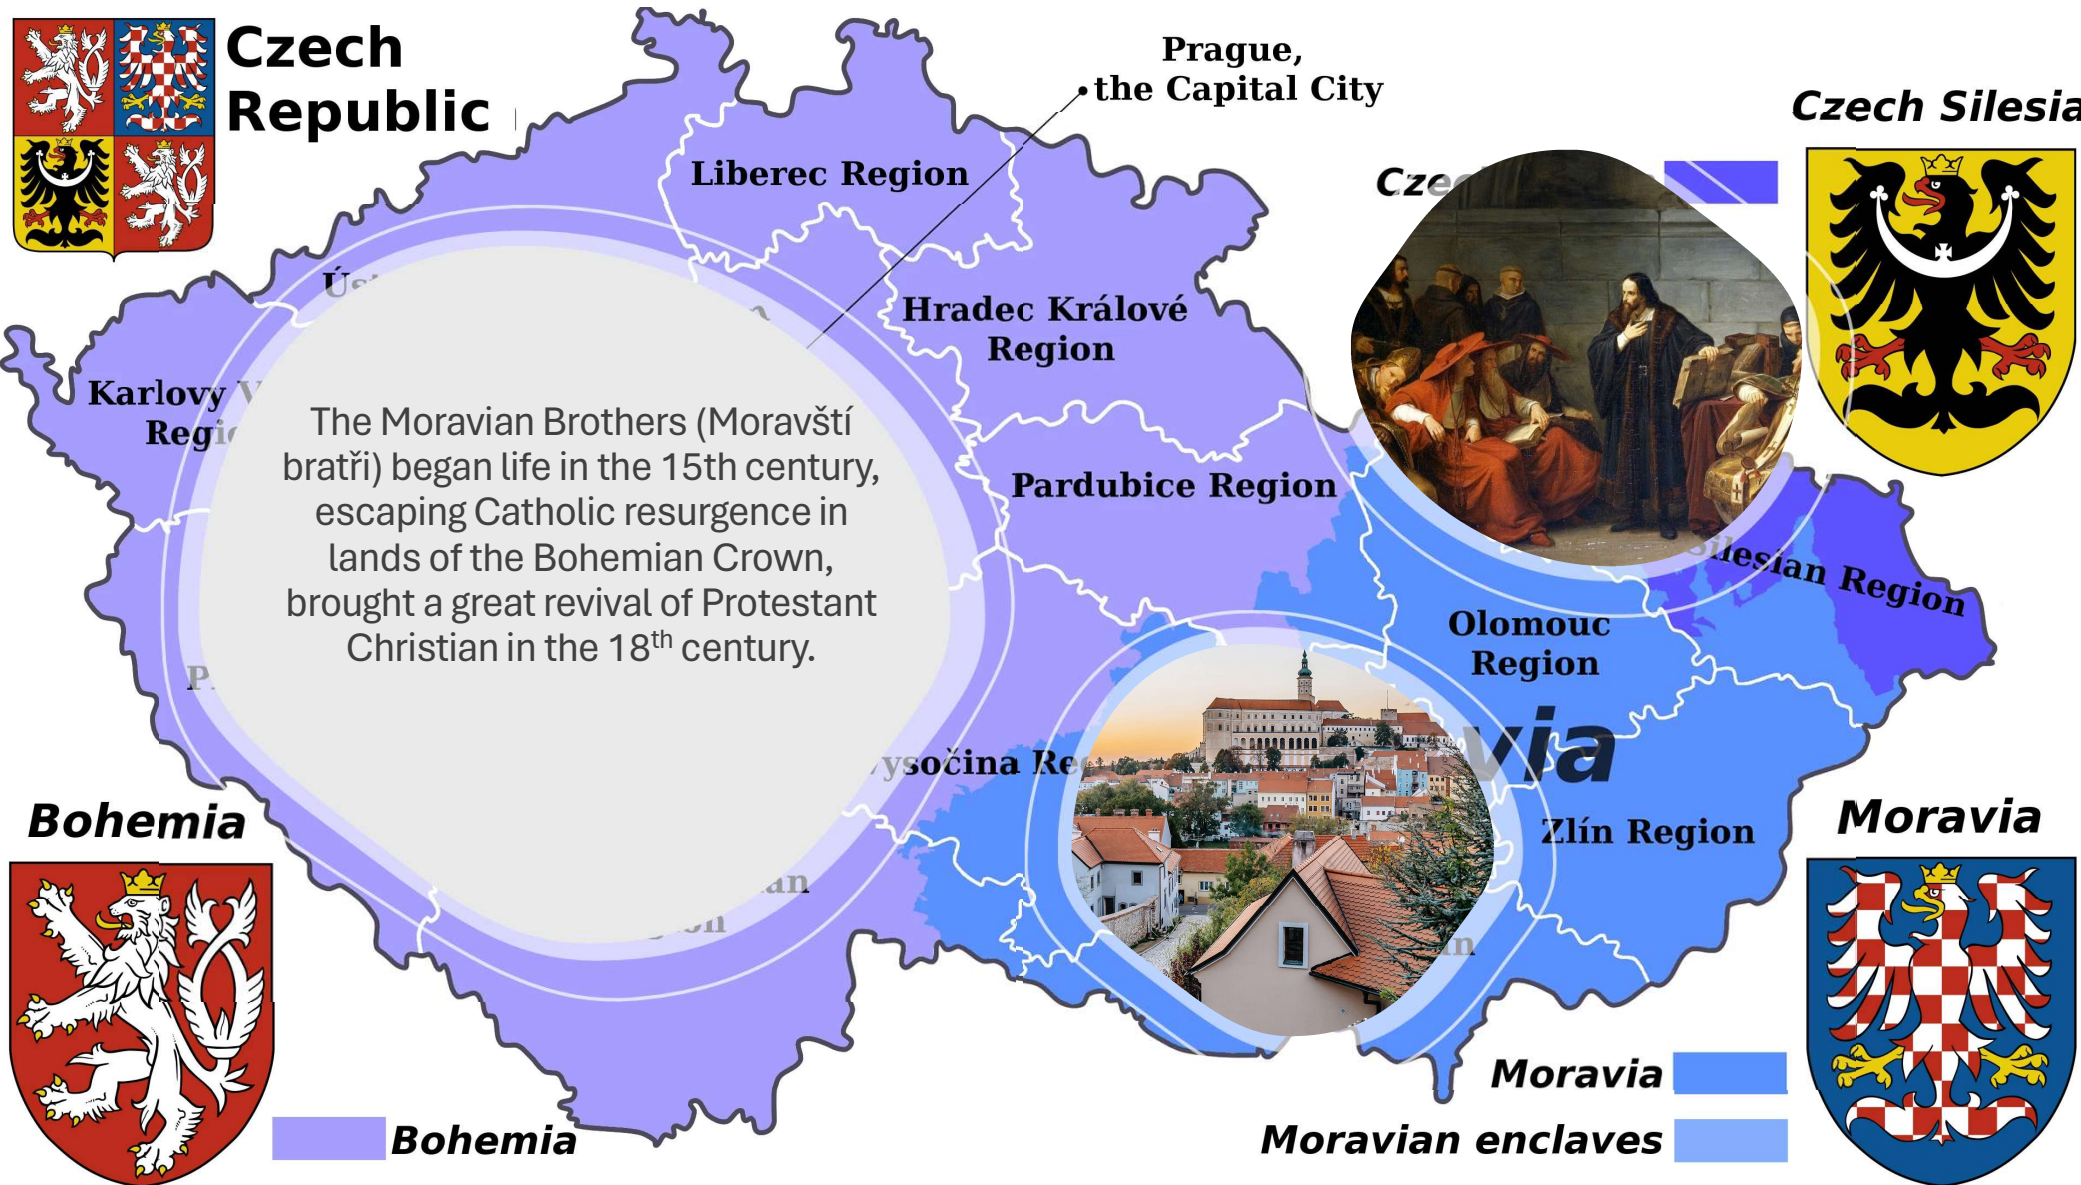 Czech
Republic
Prague,
the Capital City
Czech Silesia
Liberec Region
Hradec Králové
Region
Karlovy
Pardubice Region
The Moravian Brothers (Moravští
bratři) began life in the 15th century,
escaping Catholic resurgence in
lands of the Bohemian Crown,
brought a great revival of Protestant
Christian in the 18th century.
Silesian Region
Olomouc
Region
Zlín Region
Bohemia
Moravia
Moravia
Bohemia
Moravian enclaves